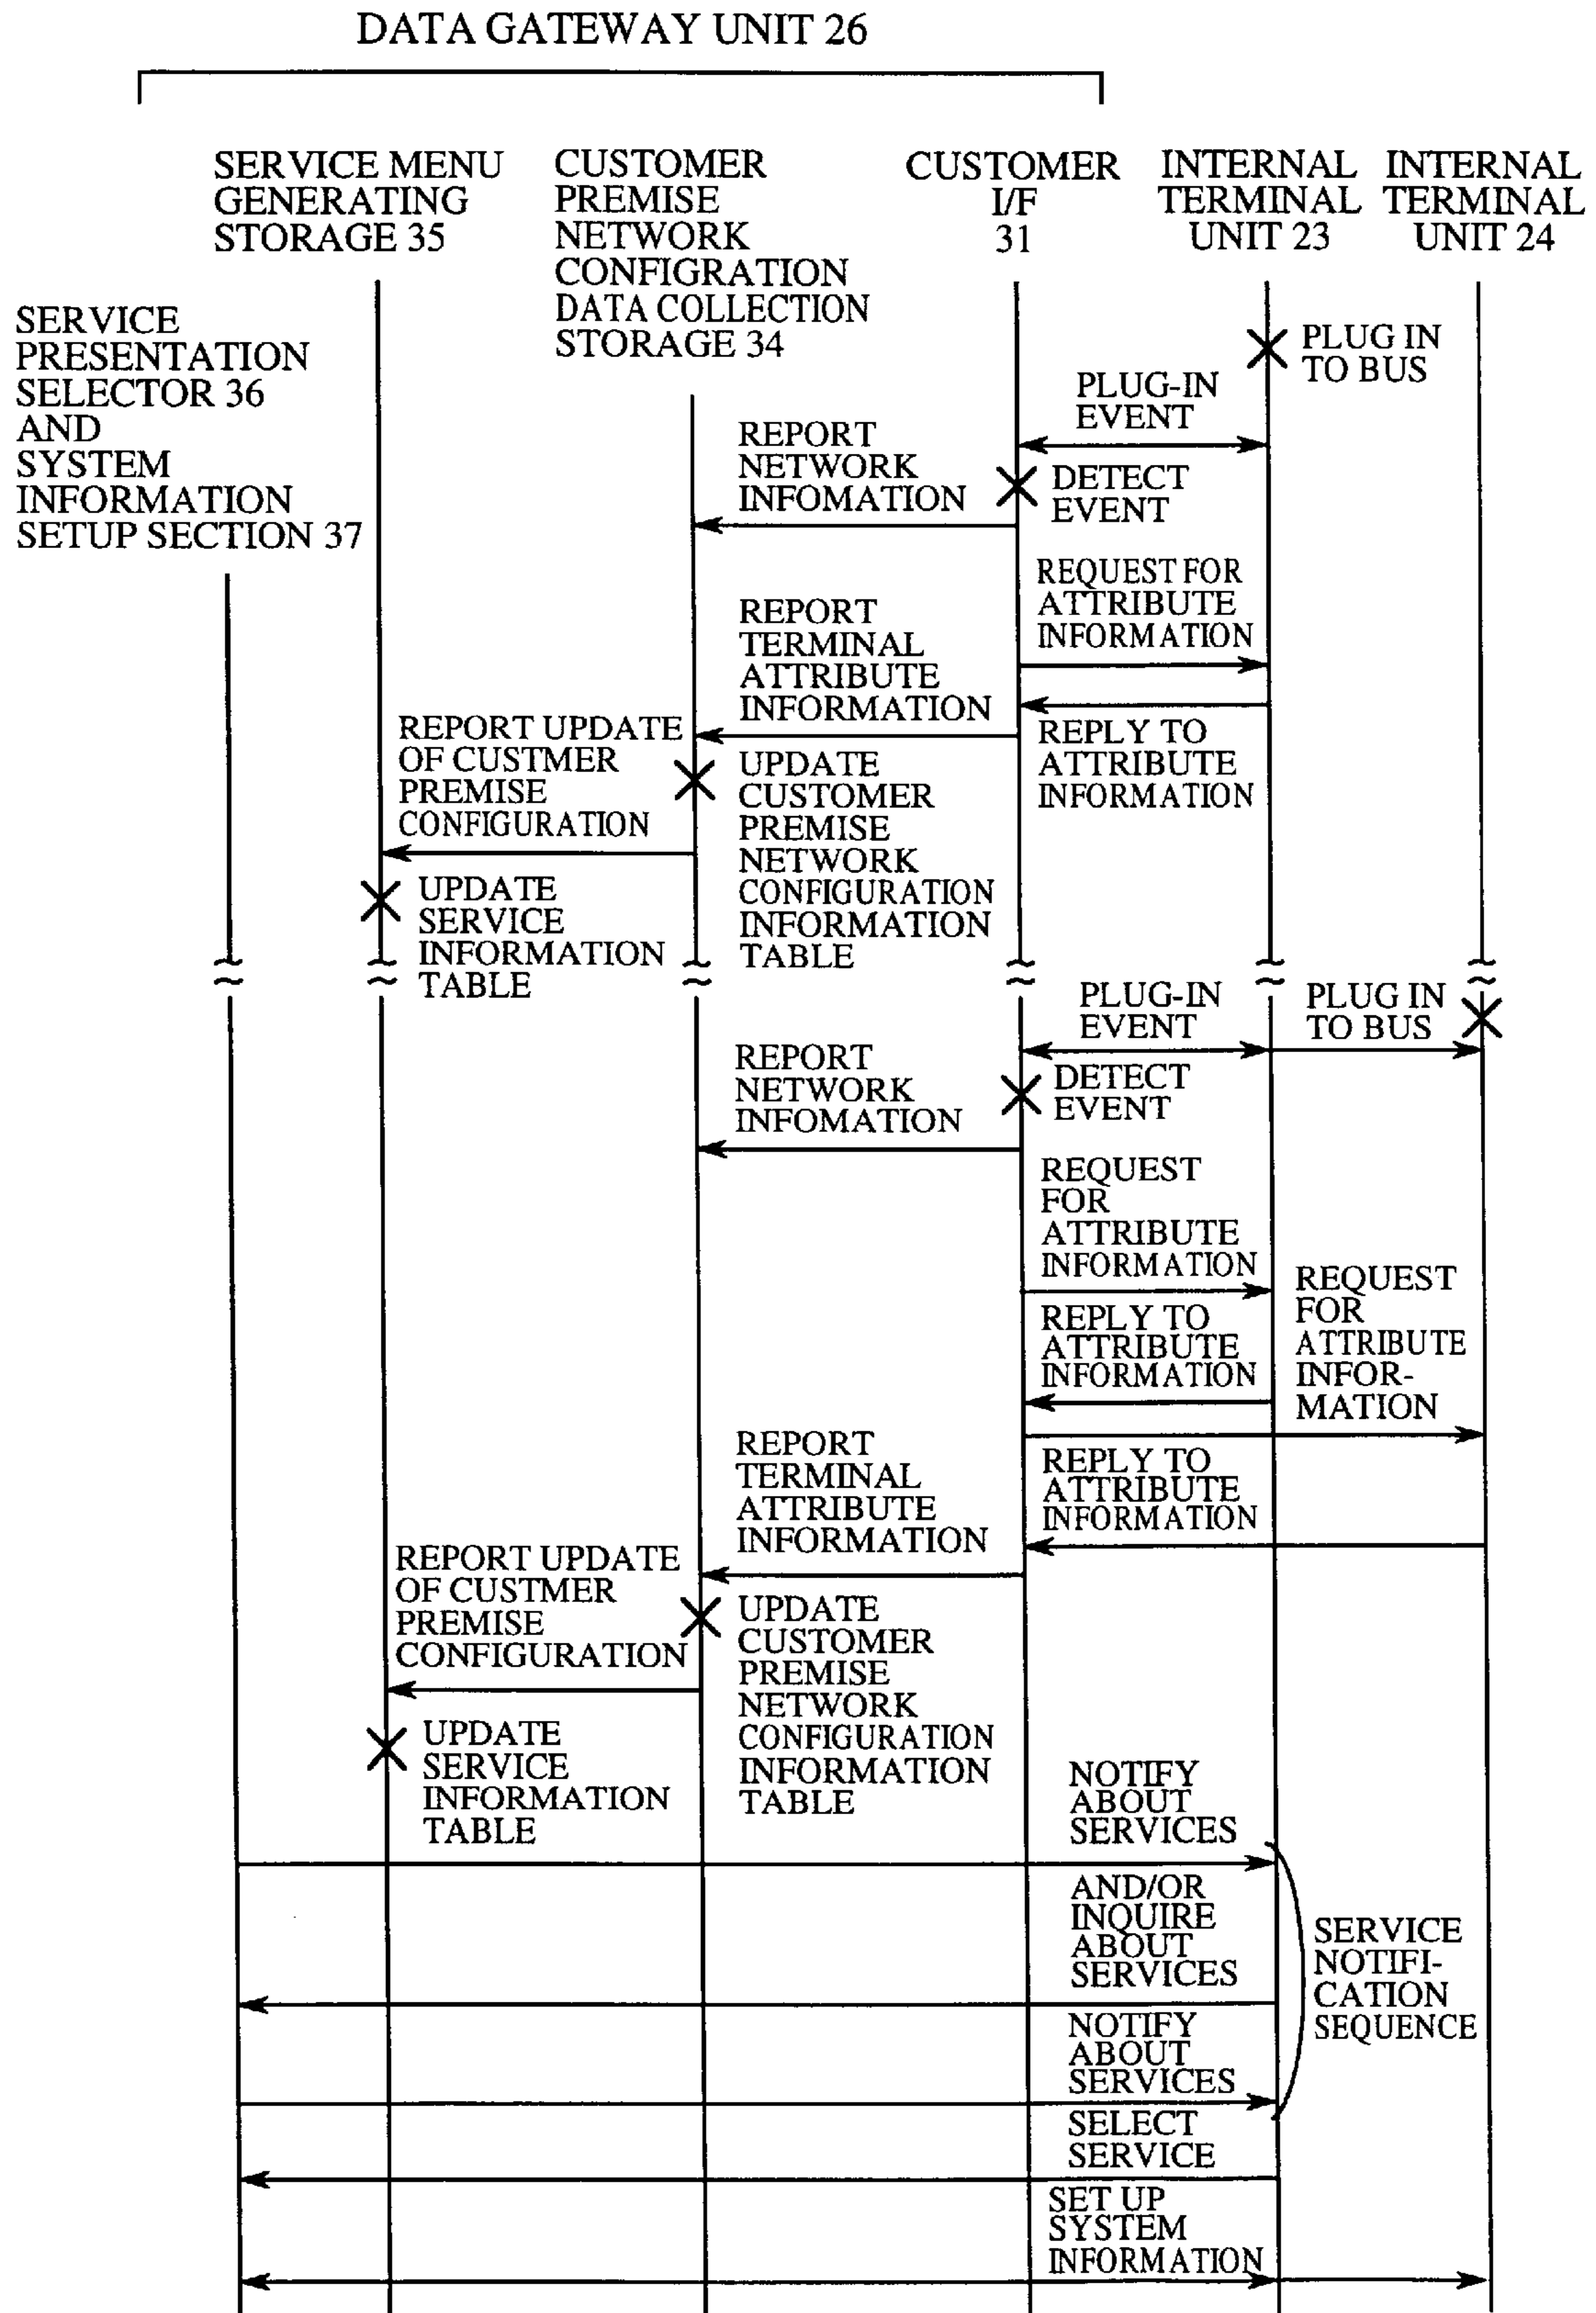 DATA GATEWAY UNIT 26
SERVICE MENU
GENERATING
STORAGE 35
CUSTOMER
PREMISE
NETWORK
CONFIGRATION
DATA COLLECTION
STORAGE 34
CUSTOMER
I/F
31
INTERNAL
TERMINAL
UNIT 23
INTERNAL
TERMINAL
UNIT 24
SERVICE
PRESENTATION
SELECTOR 36
AND
SYSTEM
INFORMATION
SETUP SECTION 37
PLUG IN
TO BUS
PLUG-IN
EVENT
REPORT
NETWORK
INFOMATION
DETECT
EVENT
REQUEST FOR
ATTRIBUTE
INFORMATION
REPORT
TERMINAL
ATTRIBUTE
INFORMATION
REPLY TO
ATTRIBUTE
INFORMATION
REPORT UPDATE
OF CUSTMER
PREMISE
CONFIGURATION
UPDATE
CUSTOMER
PREMISE
NETWORK
CONFIGURATION
INFORMATION
TABLE
UPDATE
SERVICE
INFORMATION
TABLE
PLUG-IN
EVENT
PLUG IN
TO BUS
REPORT
NETWORK
INFOMATION
DETECT
EVENT
REQUEST
FOR
ATTRIBUTE
INFORMATION
REPLY TO
ATTRIBUTE
INFORMATION
REQUEST
FOR
ATTRIBUTE
INFOR-
MATION
REPORT
TERMINAL
ATTRIBUTE
INFORMATION
REPLY TO
ATTRIBUTE
INFORMATION
REPORT UPDATE
OF CUSTMER
PREMISE
CONFIGURATION
UPDATE
CUSTOMER
PREMISE
NETWORK
CONFIGURATION
INFORMATION
TABLE
UPDATE
SERVICE
INFORMATION
TABLE
NOTIFY
ABOUT
SERVICES
AND/OR
INQUIRE
ABOUT
SERVICES
SERVICE
NOTIFI-
CATION
SEQUENCE
NOTIFY
ABOUT
SERVICES
SELECT
SERVICE
SET UP
SYSTEM
INFORMATION